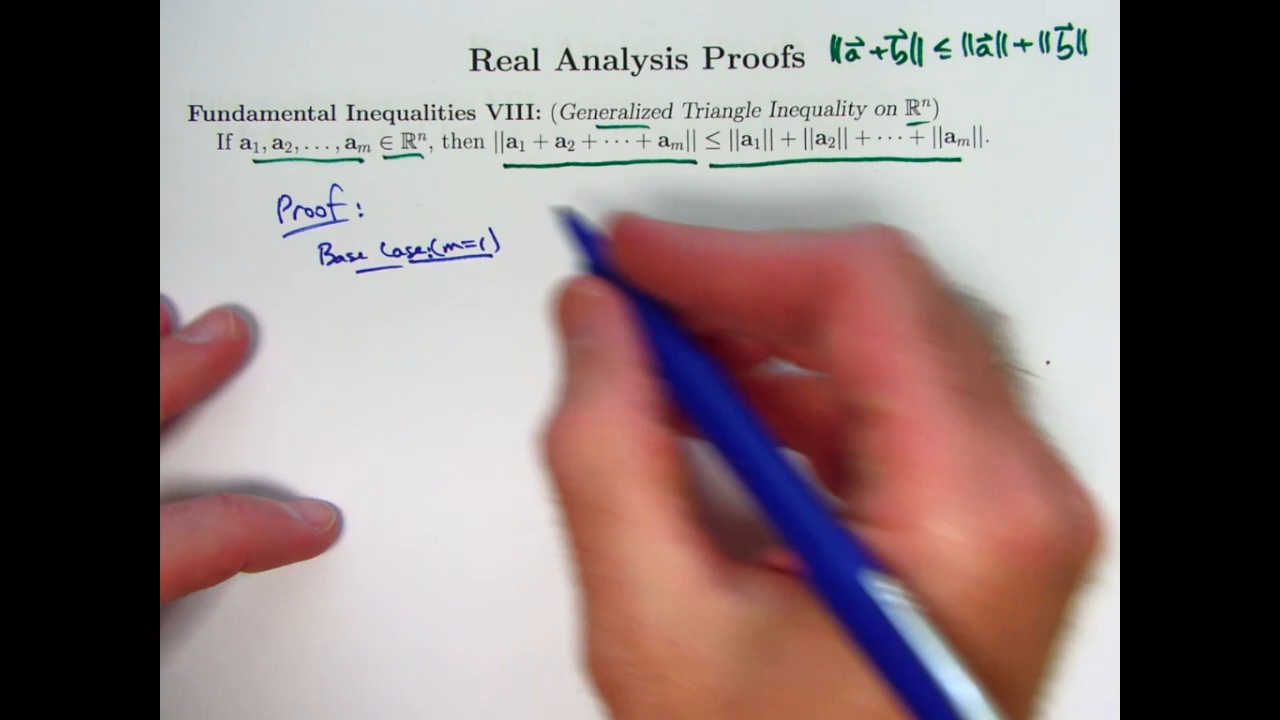 Real Analysis Proofs ||a⃗ + b⃗|| ≤ ||a⃗|| + ||b⃗||
Fundamental Inequalities VIII: (Generalized Triangle Inequality on ℝⁿ)
If a₁, a₂, …, aₘ ∈ ℝⁿ, then ||a₁ + a₂ + ⋯ + aₘ|| ≤ ||a₁|| + ||a₂|| + ⋯ + ||aₘ||.
Proof:
Base Case: (m=1)